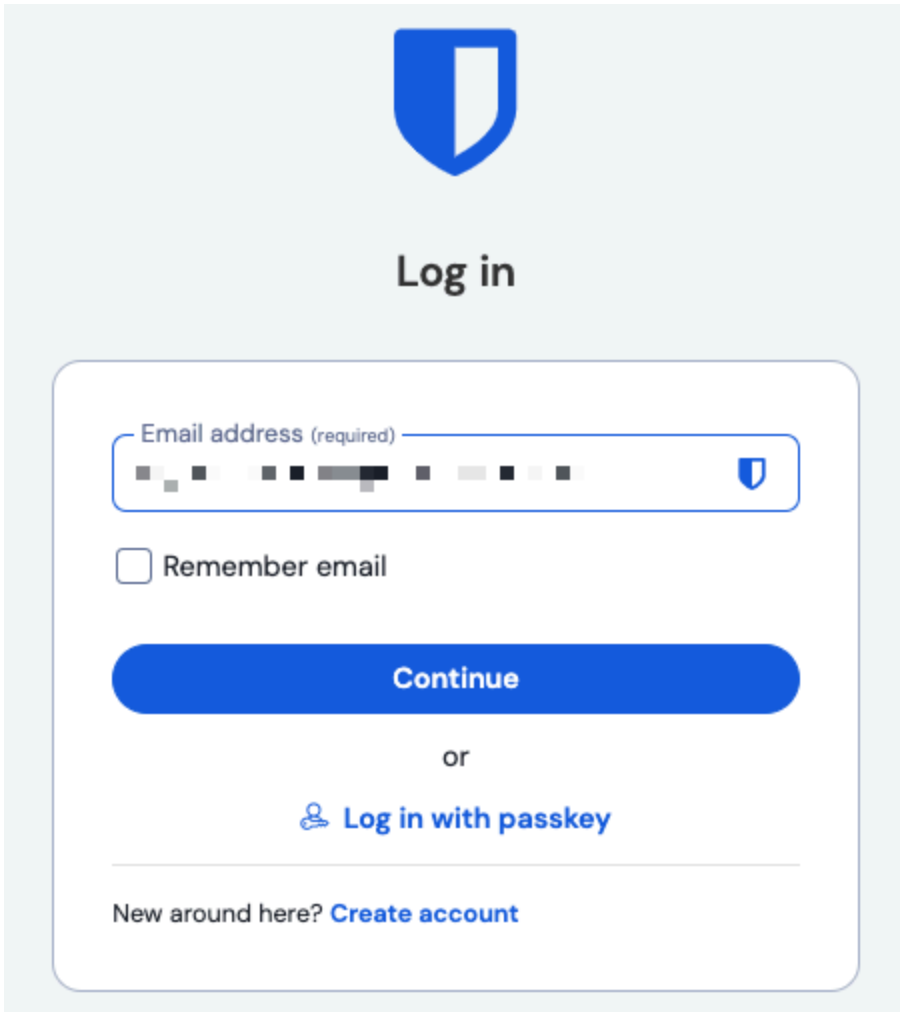 Log in
Email address (required)
Remember email
Continue
or
Log in with passkey
New around here? Create account